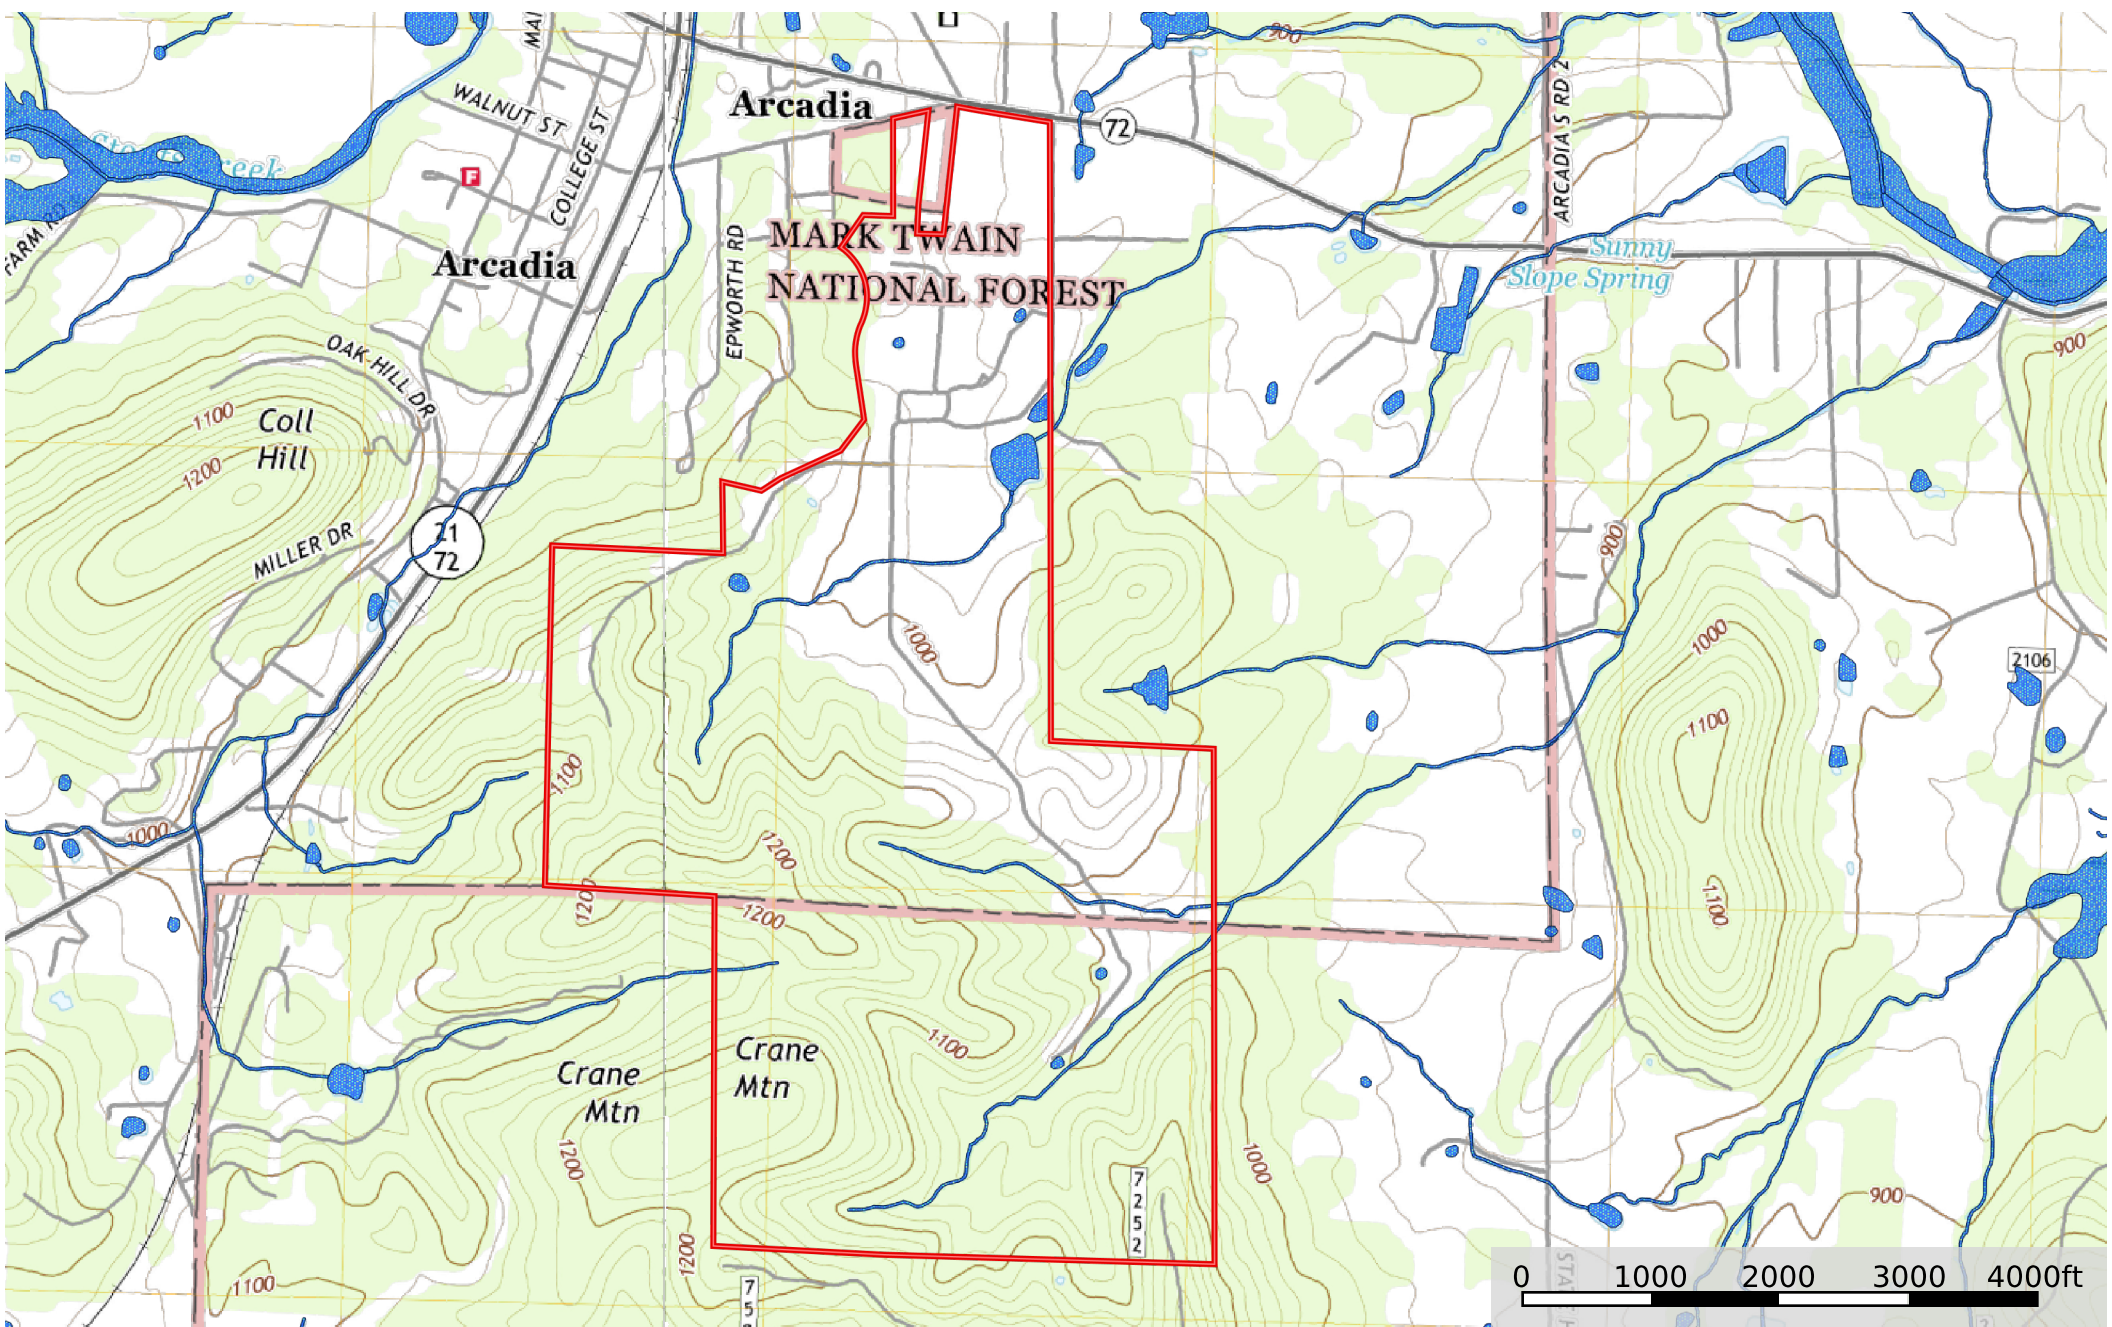 900
WALNUT ST
COLLEGE ST
Arcadia
72
ARCADIA S RD 2
F
EPWORTH RD
MARK TWAIN
NATIONAL FOREST
Arcadia
Sunny
Slope Spring
FARM RD
OAK HILL DR
900
1100
Coll
Hill
1200
21
72
MILLER DR
900
1000
1000
2106
1100
1100
1000
1200
1200
1200
1100
1100
Crane
Mtn
Crane
Mtn
1200
1000
7252
900
1200
1100
0 1000 2000 3000 4000ft